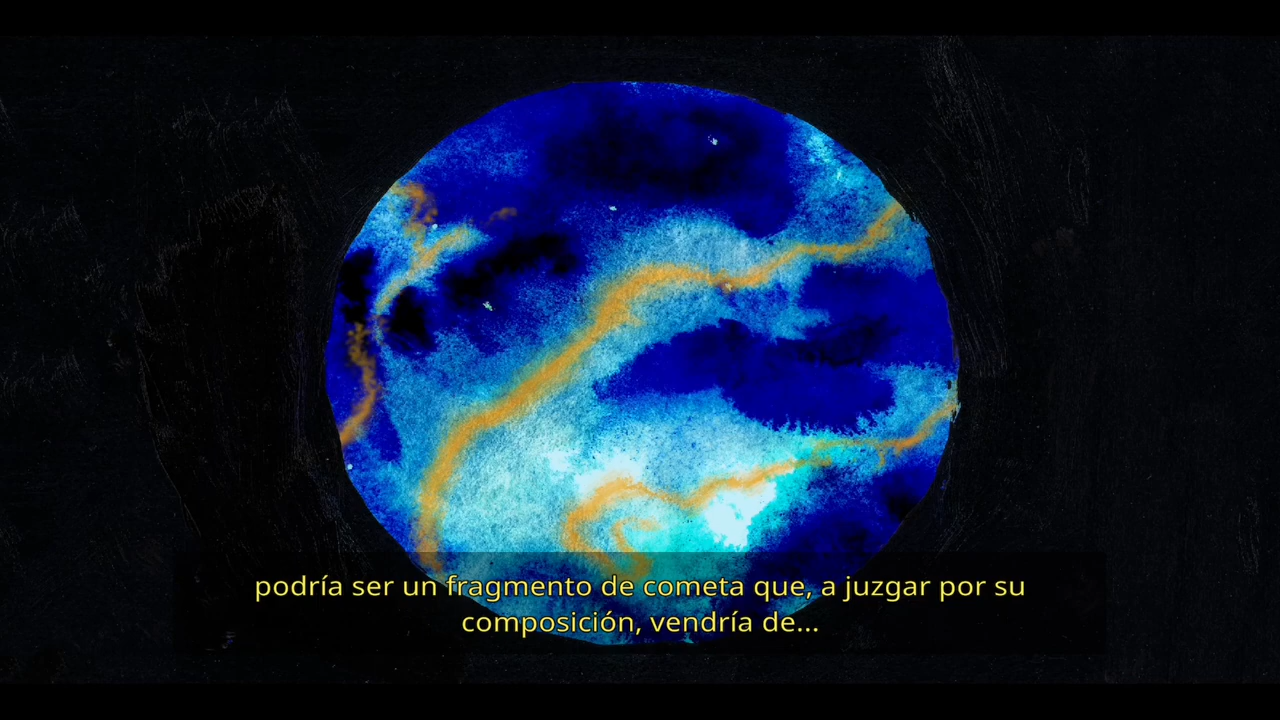 podría ser un fragmento de cometa que, a juzgar por su
composición, vendría de...